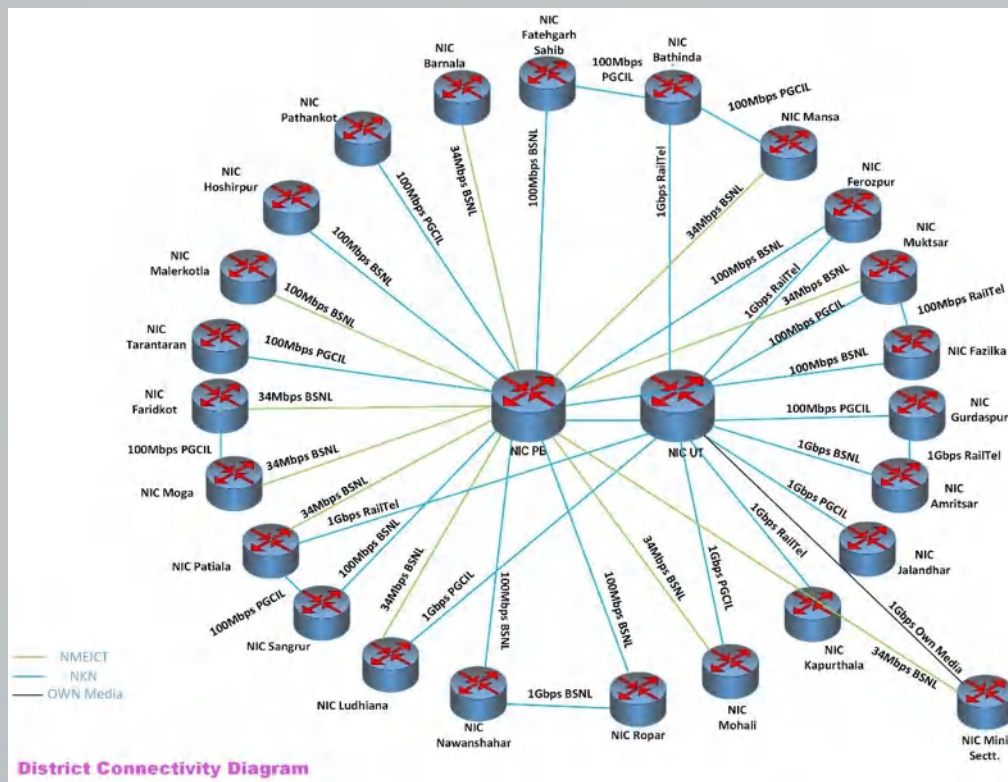 NIC
Fatehgarh
Sahib
NIC
Barnala
NIC
Bathinda
100Mbps
PGCIL
100Mbps PGCIL
NIC
Pathankot
NIC Mansa
NIC
Hoshirpur
NIC
Ferozpur
34Mbps BSNL
100Mbps BSNL
1Gbps RailTel
34Mbps BSNL
100Mbps PGCIL
NIC
Muktsar
100Mbps BSNL
NIC
Malerkotla
100Mbps BSNL
1Gbps RailTel
34Mbps BSNL
100Mbps PGCIL
100Mbps RailTel
100Mbps BSNL
NIC
Tarantaran
100Mbps PGCIL
100Mbps BSNL
NIC Fazilka
NIC
Faridkot
34Mbps BSNL
100Mbps PGCIL
NIC
Gurdaspur
100Mbps PGCIL
NIC PB
NIC UT
1Gbps BSNL
1Gbps RailTel
NIC Moga
34Mbps BSNL
NIC
Amritsar
34Mbps BSNL
1Gbps RailTel
1Gbps PGCIL
1Gbps RailTel
NIC Patiala
100Mbps BSNL
NIC
Jalandhar
100Mbps PGCIL
34Mbps BSNL
1Gbps PGCIL
100Mbps BSNL
100Mbps BSNL
34Mbps BSNL
1Gbps PGCIL
1Gbps Own Media
NIC Sangrur
NIC
Kapurthala
34Mbps BSNL
NMEICT
NKN
OWN Media
NIC Ludhiana
1Gbps BSNL
NIC
Nawanshahar
NIC Ropar
NIC
Mohali
NIC Mini
Sectt.
District Connectivity Diagram